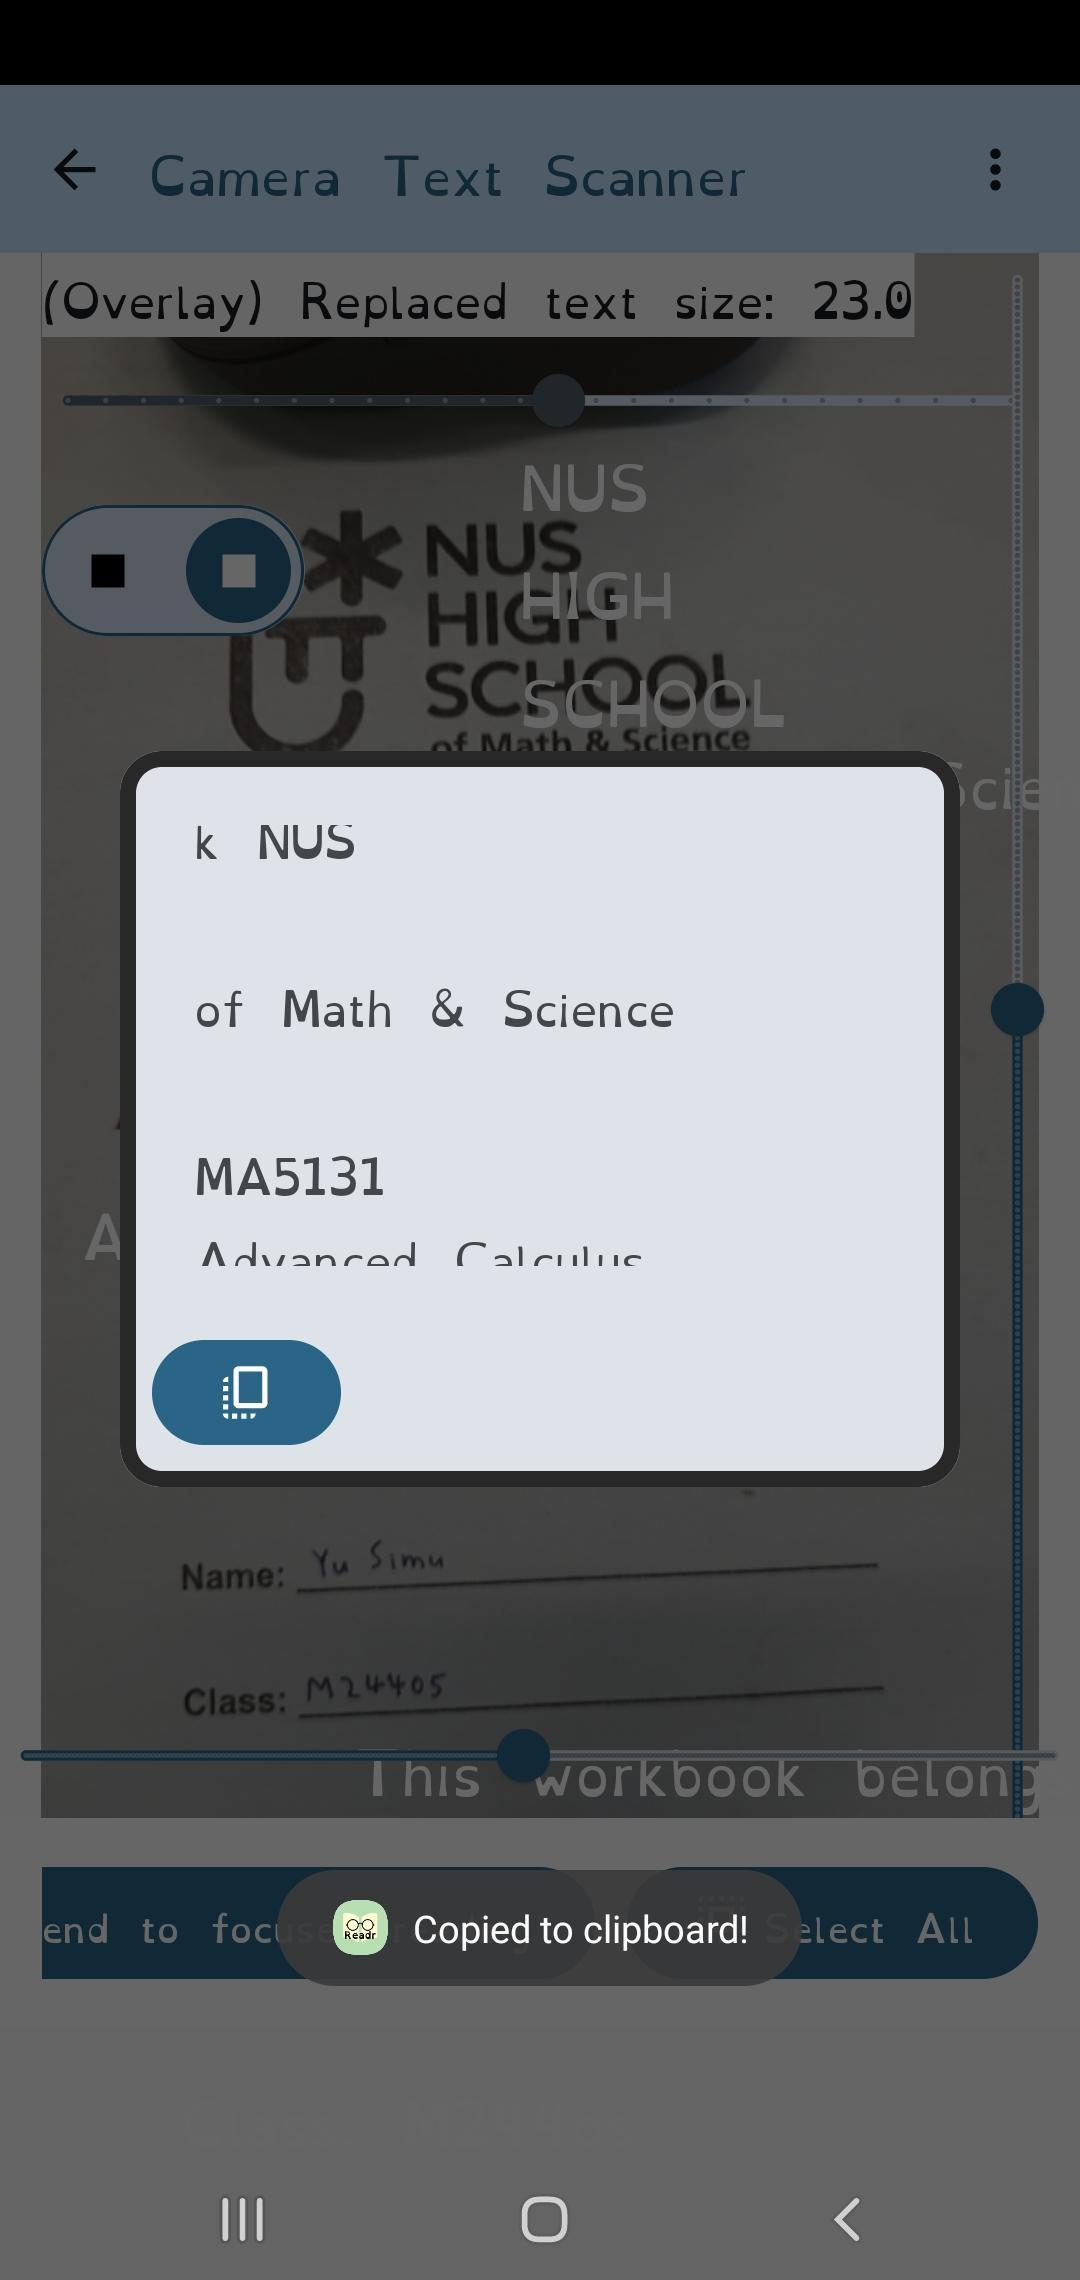 Camera Text Scanner
(Overlay) Replaced text size: 23.0
NUS
NUS
HIGH
HIGH
SCHOOL
SCHOOL
of Math & Science
k NUS
of Math & Science
MA5131
Advanced Calculus
A
Name: Yu Simu
Class: M24405
This workbook belong
end to focus
Select All
Readr
Copied to clipboard!